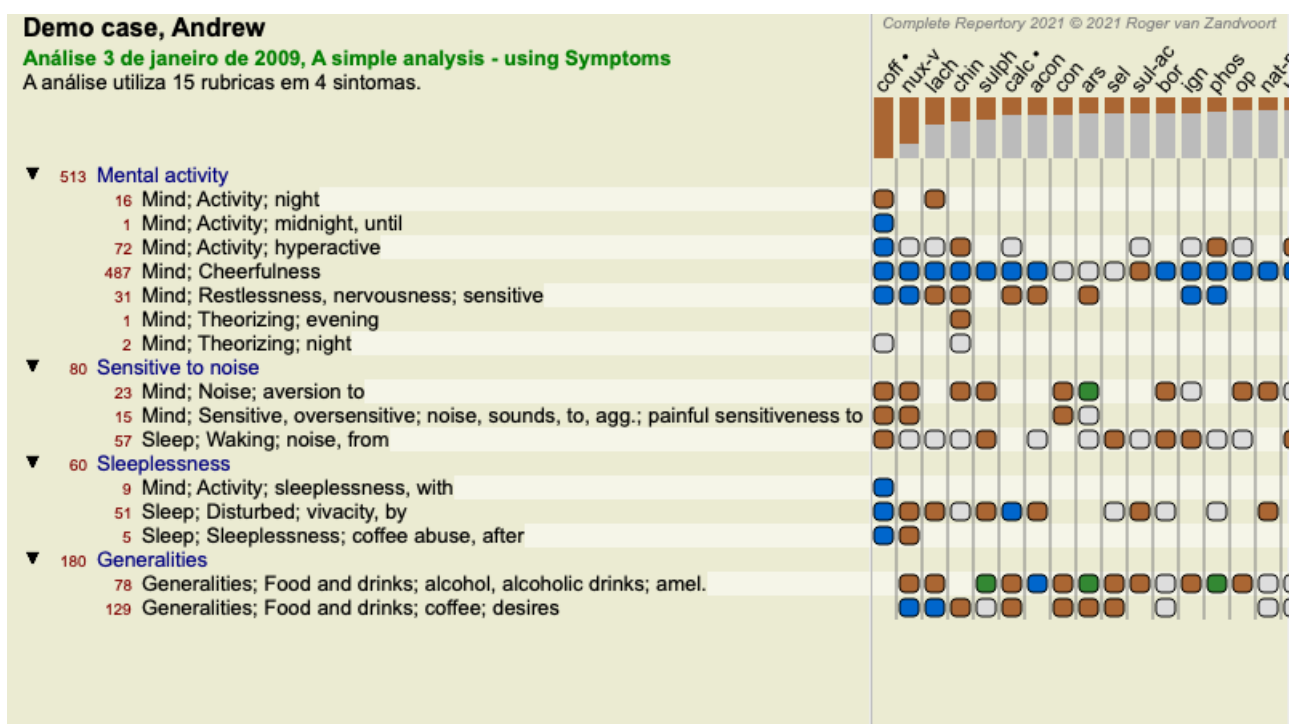 Demo case, Andrew
Complete Repertory 2021 © 2021 Roger van Zandvoort
Análise 3 de janeiro de 2009, A simple analysis - using Symptoms
A análise utiliza 15 rubricas em 4 sintomas.
coff • nux-v lach chin sulph calc • acon con ars sel sul-ac bor ign phos op
▼ 513 Mental activity
16 Mind; Activity; night
1 Mind; Activity; midnight, until
72 Mind; Activity; hyperactive
487 Mind; Cheerfulness
31 Mind; Restlessness, nervousness; sensitive
1 Mind; Theorizing; evening
2 Mind; Theorizing; night
▼ 80 Sensitive to noise
23 Mind; Noise; aversion to
15 Mind; Sensitive, oversensitive; noise, sounds, to, agg.; painful sensitiveness to
57 Sleep; Waking; noise, from
▼ 60 Sleeplessness
9 Mind; Activity; sleeplessness, with
51 Sleep; Disturbed; vivacity, by
5 Sleep; Sleeplessness; coffee abuse, after
▼ 180 Generalities
78 Generalities; Food and drinks; alcohol, alcoholic drinks; amel.
129 Generalities; Food and drinks; coffee; desires